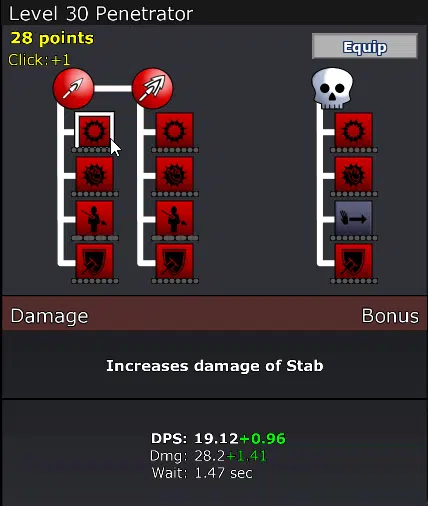 Level 30 Penetrator
28 points
Equip
Click:+1
Damage
Bonus
Increases damage of Stab
DPS: 19.12+0.96
Dmg: 28.2+1.41
Wait: 1.47 sec